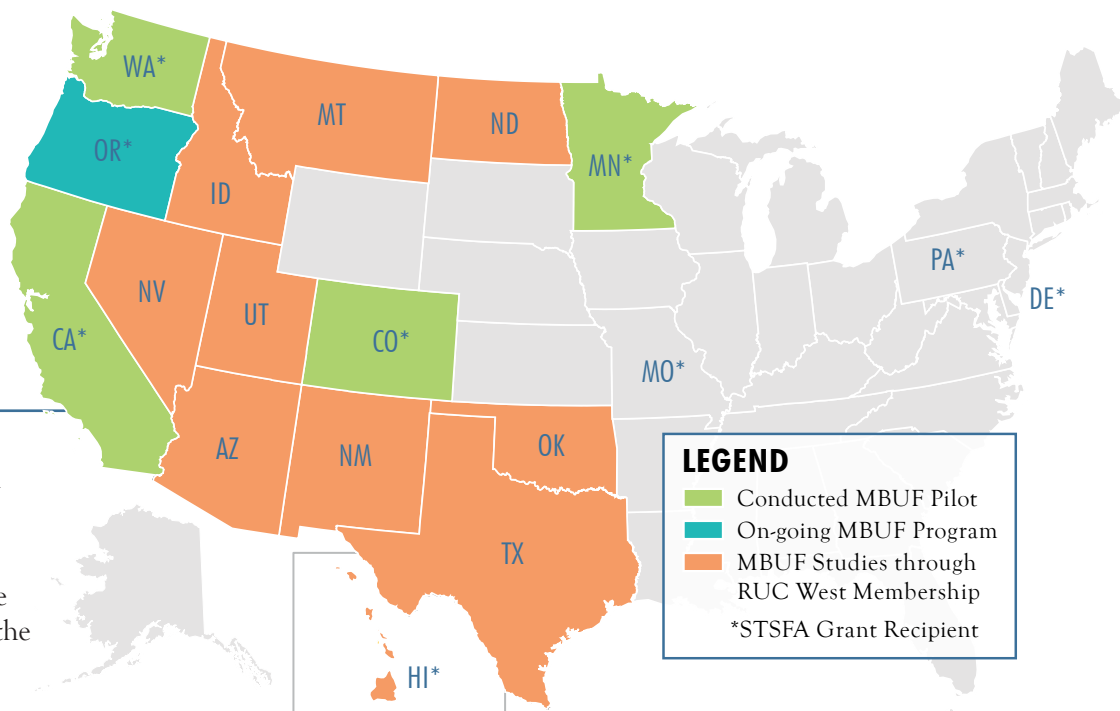 WA*
MT
ND
OR*
MN*
ID
PA*
NV
DE*
UT
CA*
CO*
MO*
AZ
NM
OK
TX
HI*
LEGEND
Conducted MBUF Pilot
On-going MBUF Program
MBUF Studies through
RUC West Membership
*STSFA Grant Recipient
the